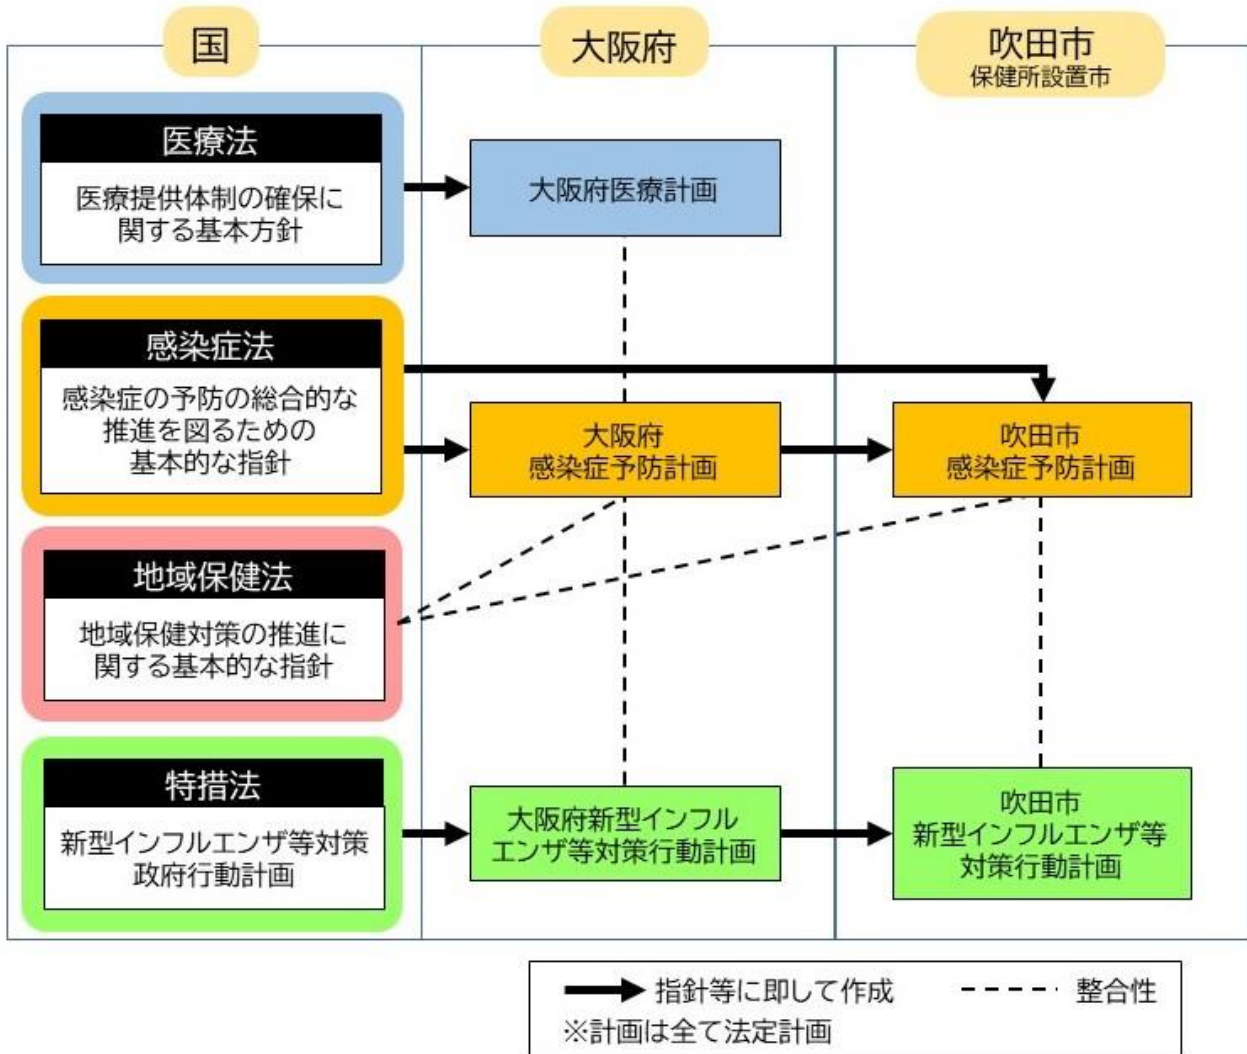 国
大阪府
吹田市
保健所設置市
医療法
医療提供体制の確保に
関する基本方針
大阪府医療計画
感染症法
感染症の予防の総合的な
推進を図るための
基本的な指針
大阪府
感染症予防計画
吹田市
感染症予防計画
地域保健法
地域保健対策の推進に
関する基本的な指針
特措法
新型インフルエンザ等対策
政府行動計画
大阪府新型インフル
エンザ等対策行動計画
吹田市
新型インフルエンザ等
対策行動計画
指針等に即して作成
整合性
※計画は全て法定計画